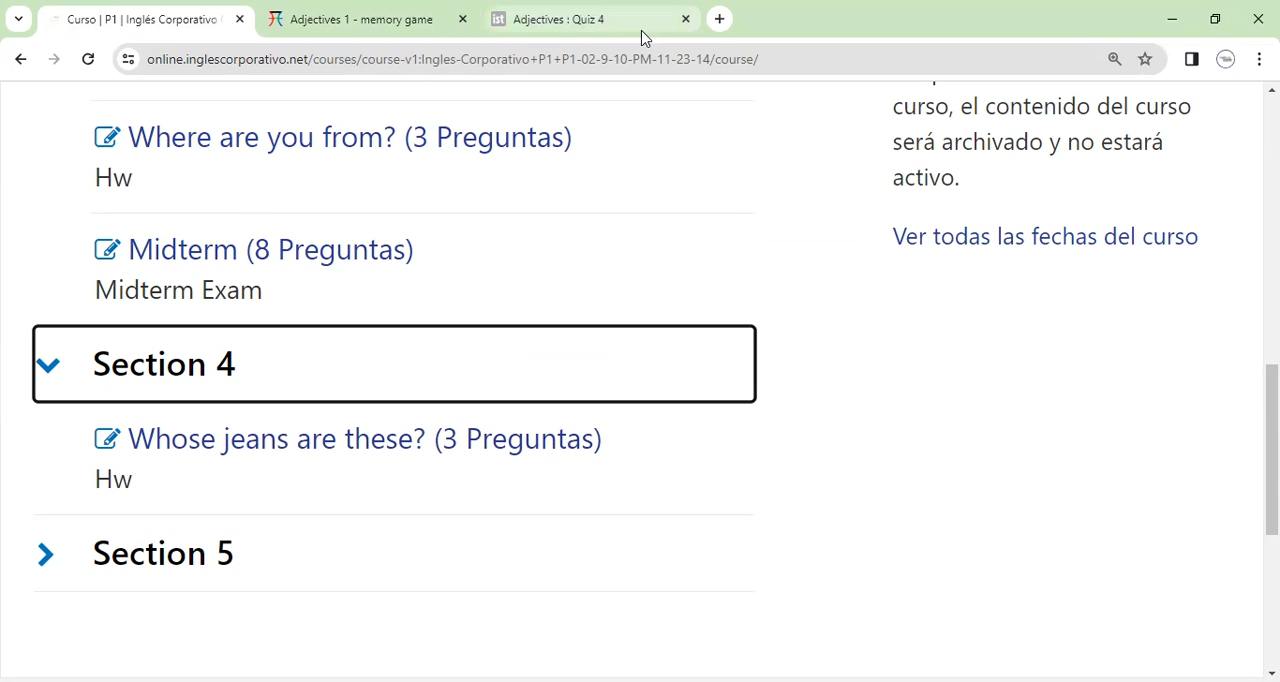 Curso | P1 | Inglés Corporativo
Adjectives 1 - memory game
ist
Adjectives : Quiz 4
online.inglescorporativo.net/courses/course-v1:Ingles-Corporativo+P1+P1-02-9-10-PM-11-23-14/course/
curso, el contenido del curso
será archivado y no estará
activo.
Ver todas las fechas del curso
Where are you from? (3 Preguntas)
Hw
Midterm (8 Preguntas)
Midterm Exam
Section 4
Whose jeans are these? (3 Preguntas)
Hw
Section 5